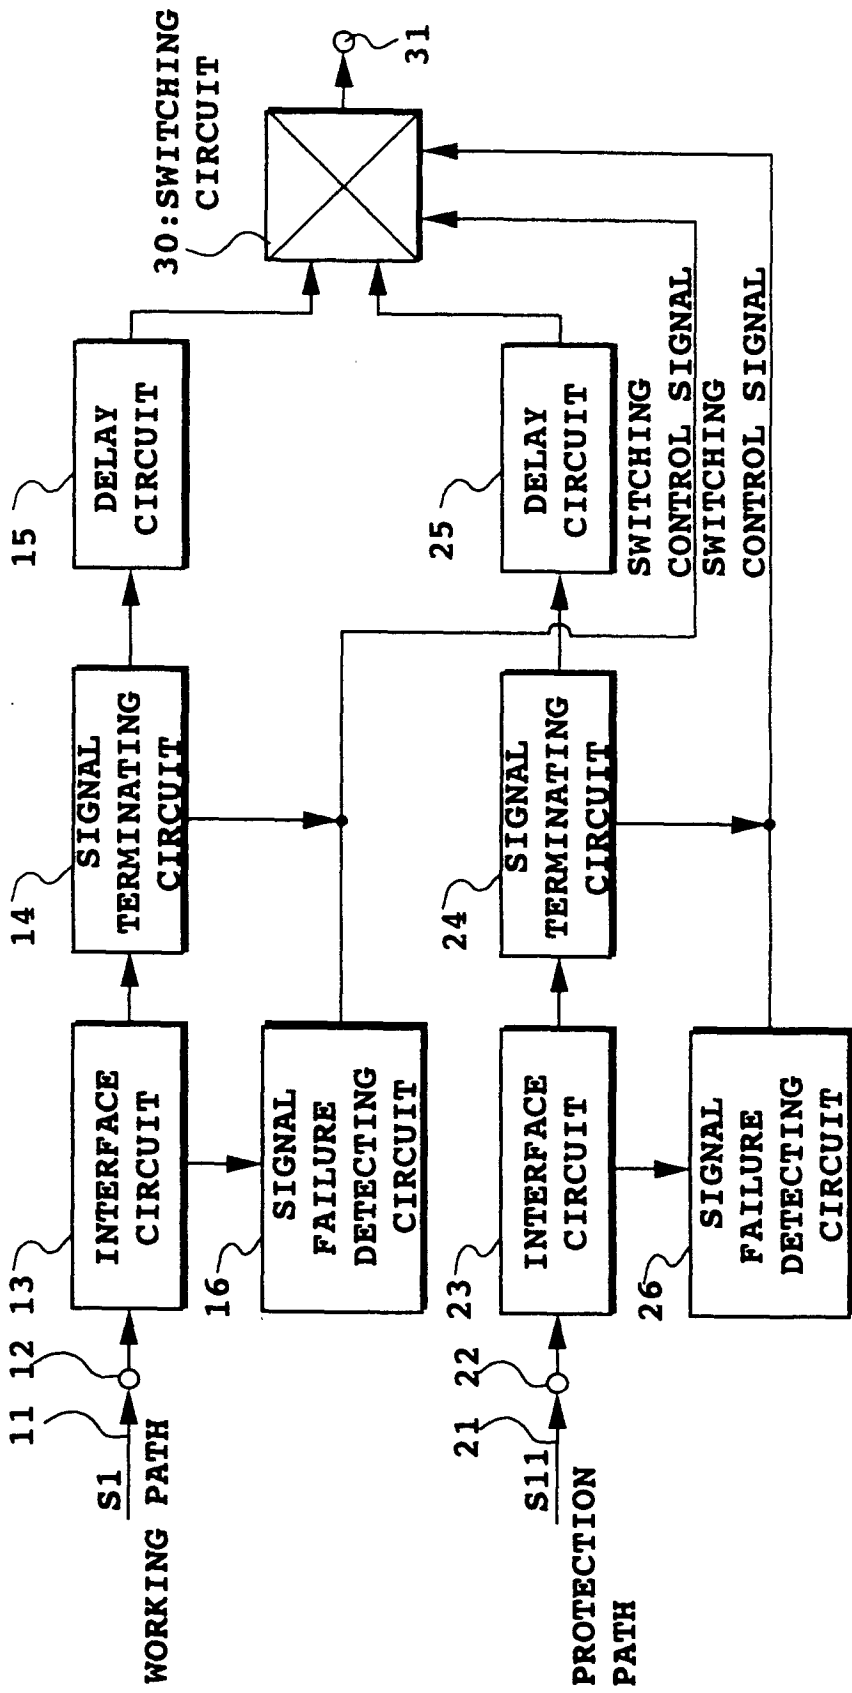 11
12
13
14
15
S1
WORKING PATH
INTERFACE
CIRCUIT
SIGNAL
TERMINATING
CIRCUIT
DELAY
CIRCUIT
30:SWITCHING
CIRCUIT
31
16
SIGNAL
FAILURE
DETECTING
CIRCUIT
21
22
23
24
25
S11
PROTECTION
PATH
INTERFACE
CIRCUIT
SIGNAL
TERMINATING
CIRCUIT
DELAY
CIRCUIT
SWITCHING
CONTROL SIGNAL
SWITCHING
CONTROL SIGNAL
26
SIGNAL
FAILURE
DETECTING
CIRCUIT